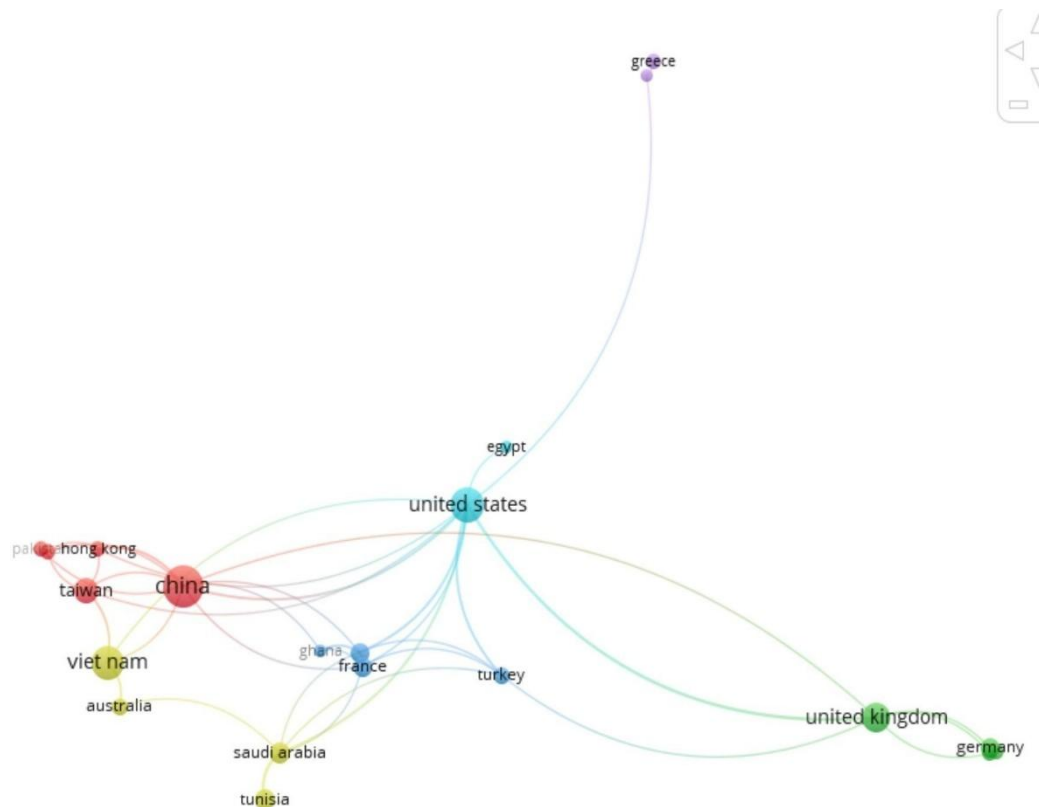 greece
egypt
united states
hong kong
china
taiwan
ghana
viet nam
france
turkey
australia
united kingdom
germany
saudi arabia
tunisia